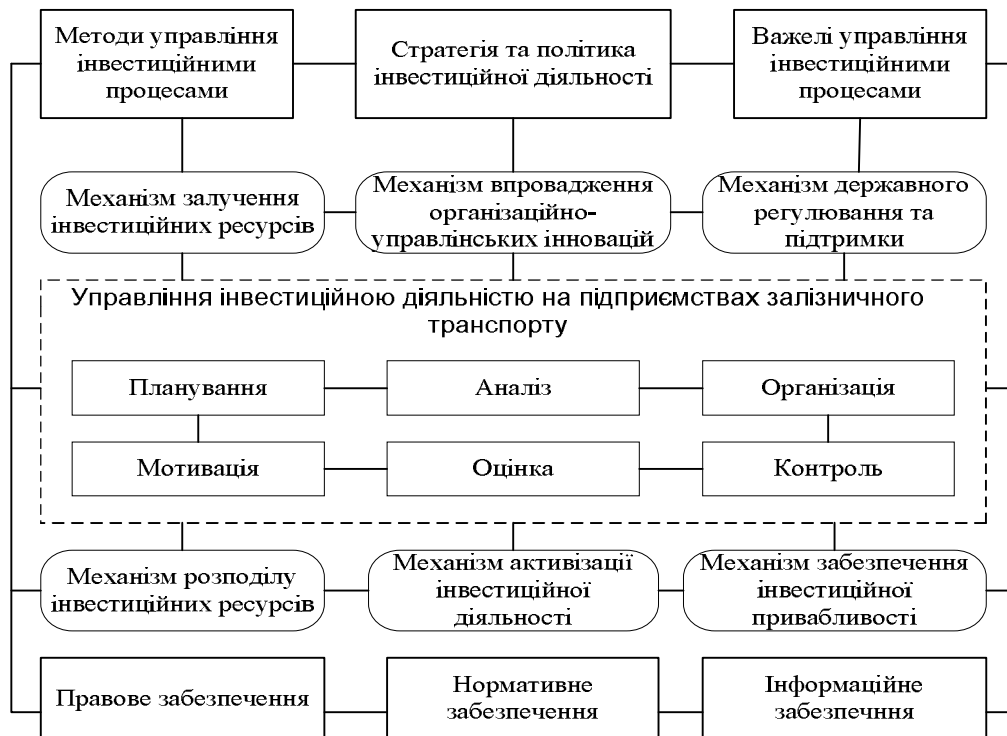 Методи управління
інвестиційними
процесами
Стратегія та політика
інвестиційної діяльності
Важелі управління
інвестиційними
процесами
Механізм залучення
інвестиційних ресурсів
Механізм впровадження
організаційно-
управлінських інновацій
Механізм державного
регулювання та
підтримки
Управління інвестиційною діяльністю на підприємствах залізничного
транспорту
Планування
Аналіз
Організація
Мотивація
Оцінка
Контроль
Механізм розподілу
інвестиційних ресурсів
Механізм активізації
інвестиційної
діяльності
Механізм забезпечення
інвестиційної
привабливості
Правове забезпечення
Нормативне
забезпечення
Інформаційне
забезпечння